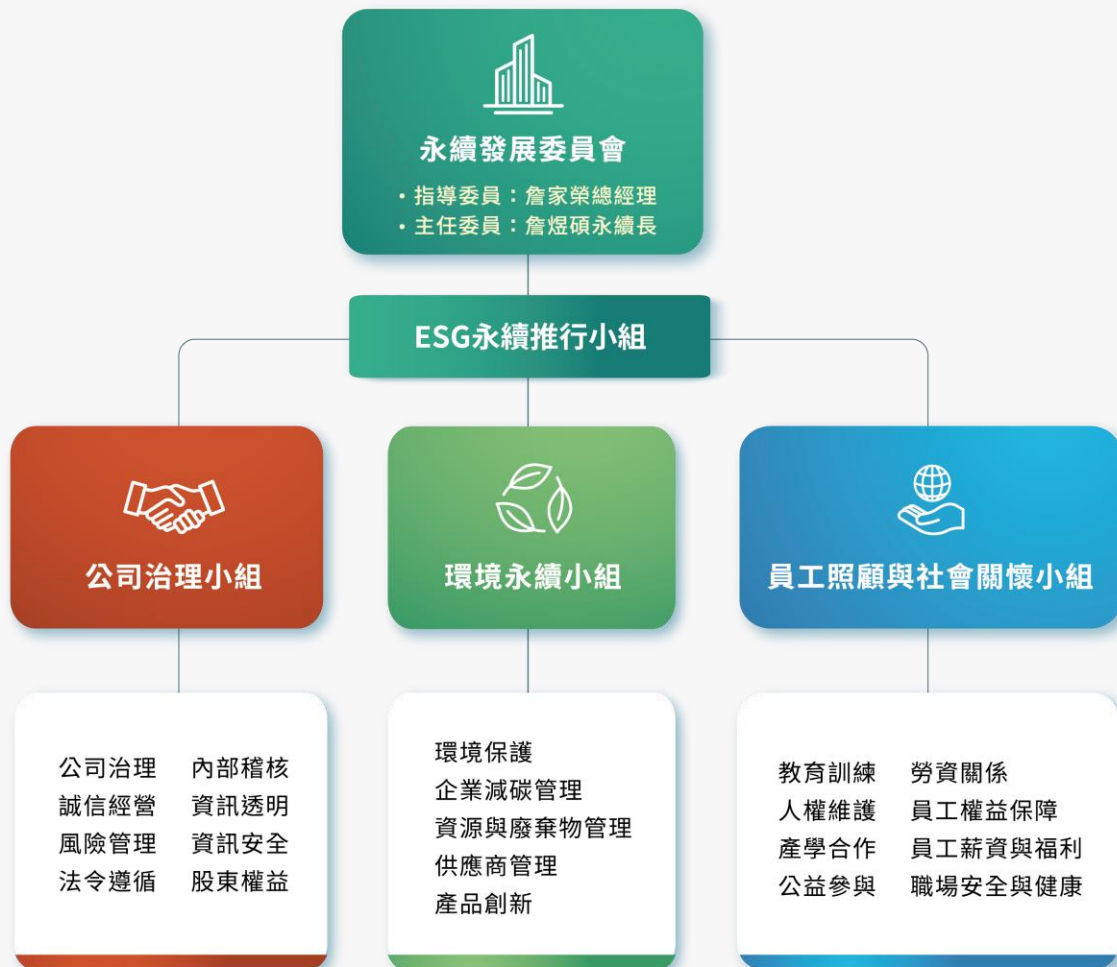 永續發展委員會
・指導委員：詹家榮總經理
・主任委員：詹煜碩永續長
ESG永續推行小組
公司治理小組
環境永續小組
員工照顧與社會關懷小組
公司治理 內部稽核
誠信經營 資訊透明
風險管理 資訊安全
法令遵循 股東權益
環境保護
企業減碳管理
資源與廢棄物管理
供應商管理
產品創新
教育訓練 勞資關係
人權維護 員工權益保障
產學合作 員工薪資與福利
公益參與 職場安全與健康